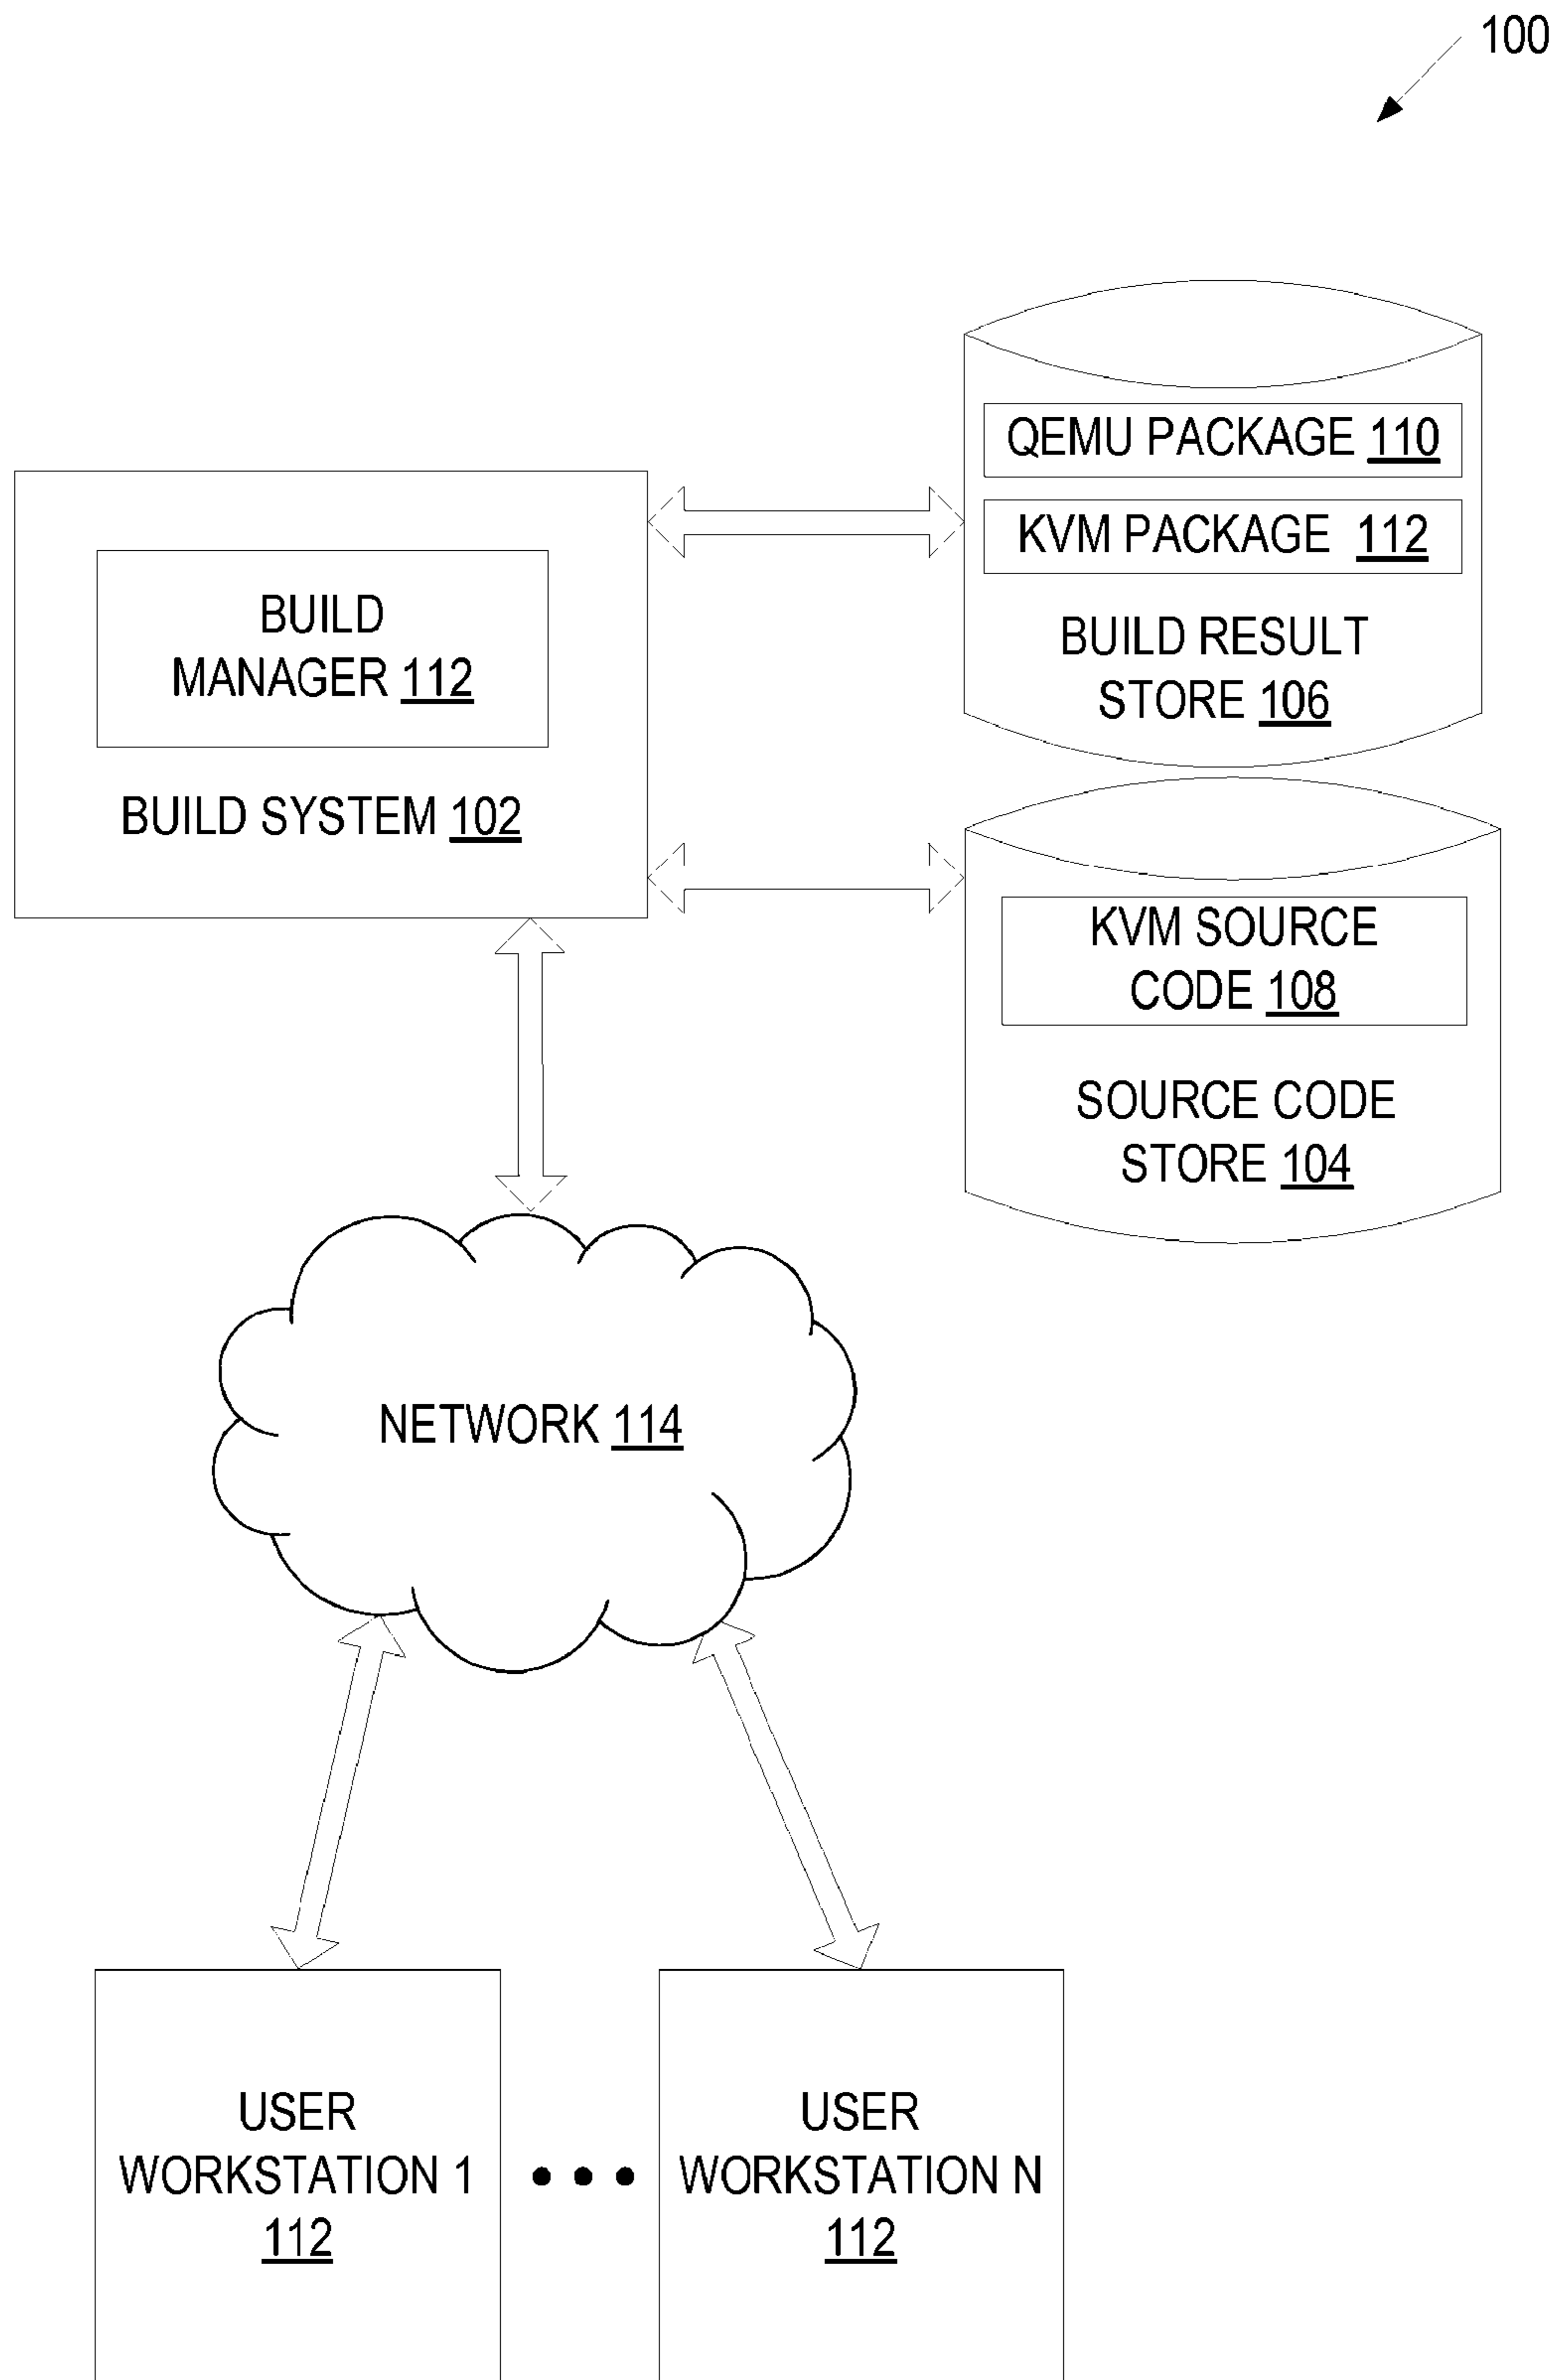 100
QEMU PACKAGE 110
KVM PACKAGE 112
BUILD RESULT
STORE 106
BUILD
MANAGER 112
BUILD SYSTEM 102
KVM SOURCE
CODE 108
SOURCE CODE
STORE 104
NETWORK 114
USER
WORKSTATION 1
112
USER
WORKSTATION N
112